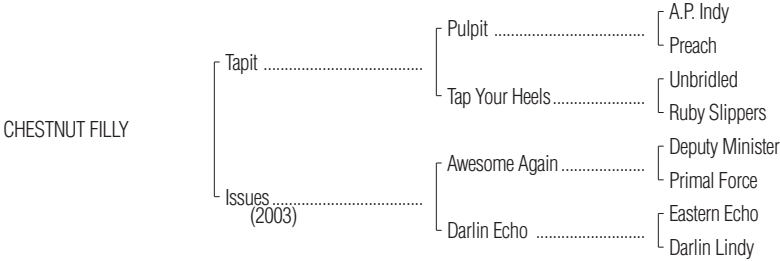 A.P. Indy
Pulpit ........................................
Preach
Tapit ..........................................
Unbridled
Tap Your Heels ........................
Ruby Slippers
CHESTNUT FILLY
Deputy Minister
Awesome Again ......................
Primal Force
Issues ........................................
(2003)
Eastern Echo
Darlin Echo ............................
Darlin Lindy